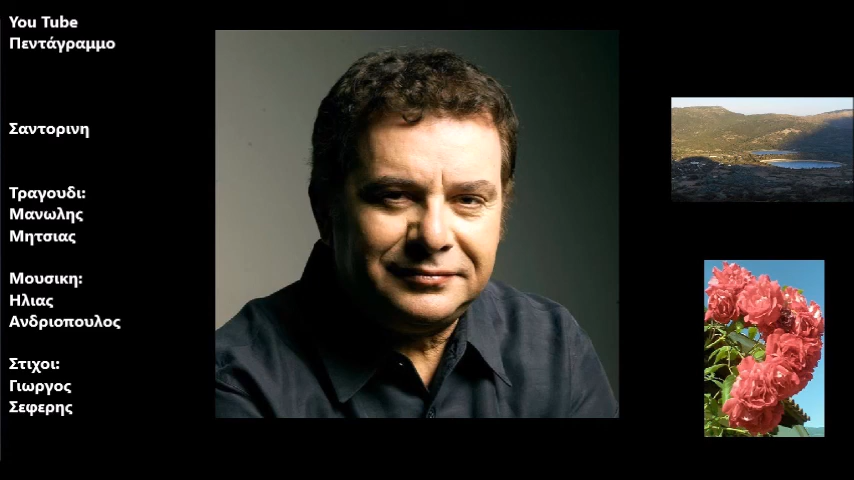 You Tube
Πεντάγραμμο
Σαντορινη
Τραγουδι:
Μανωλης
Μητσιας
Μουσικη:
Ηλιας
Ανδριοπουλος
Στιχοι:
Γιωργος
Σεφερης